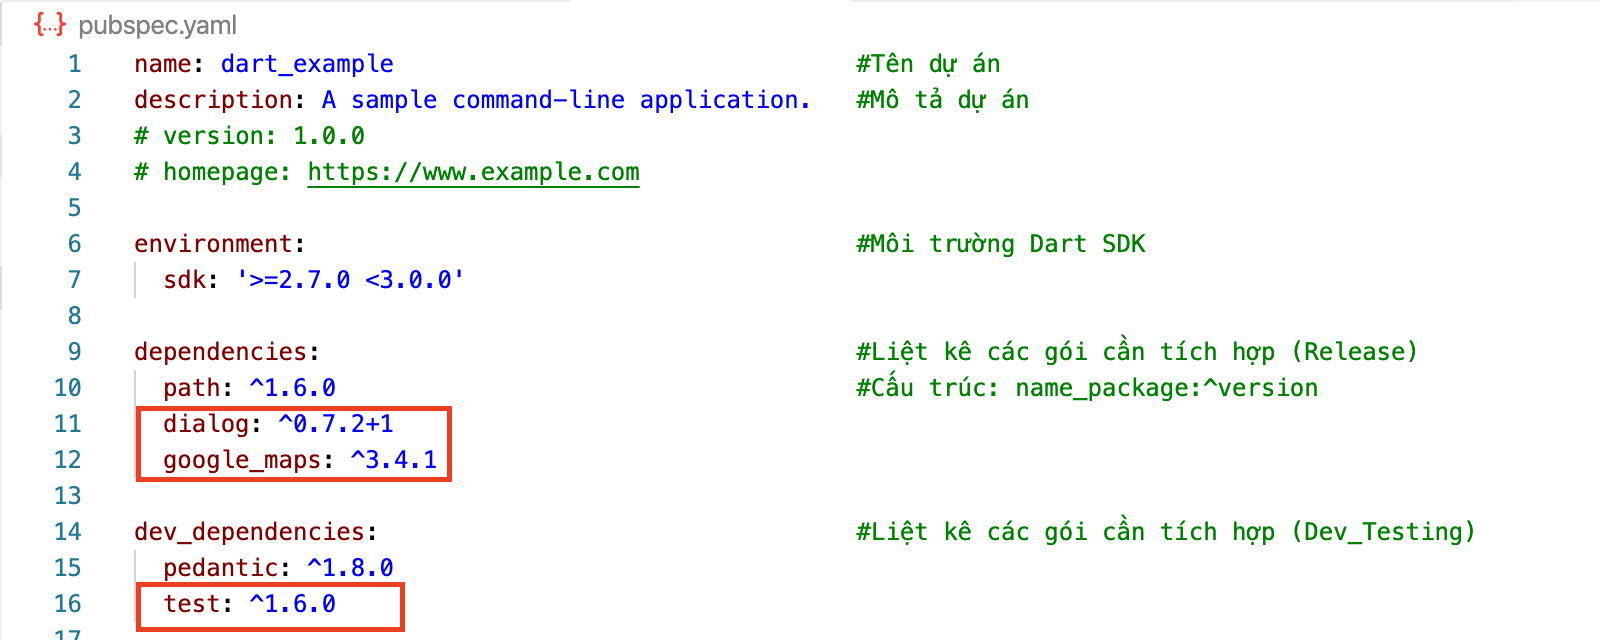 {...} pubspec.yaml
1 name: dart_example #Tên dự án
2 description: A sample command-line application. #Mô tả dự án
3 # version: 1.0.0
4 # homepage: https://www.example.com
5
6 environment: #Môi trường Dart SDK
7 sdk: '>=2.7.0 <3.0.0'
8
9 dependencies: #Liệt kê các gói cần tích hợp (Release)
10 path: ^1.6.0 #Cấu trúc: name_package:^version
11 dialog: ^0.7.2+1
12 google_maps: ^3.4.1
13
14 dev_dependencies: #Liệt kê các gói cần tích hợp (Dev_Testing)
15 pedantic: ^1.8.0
16 test: ^1.6.0
17